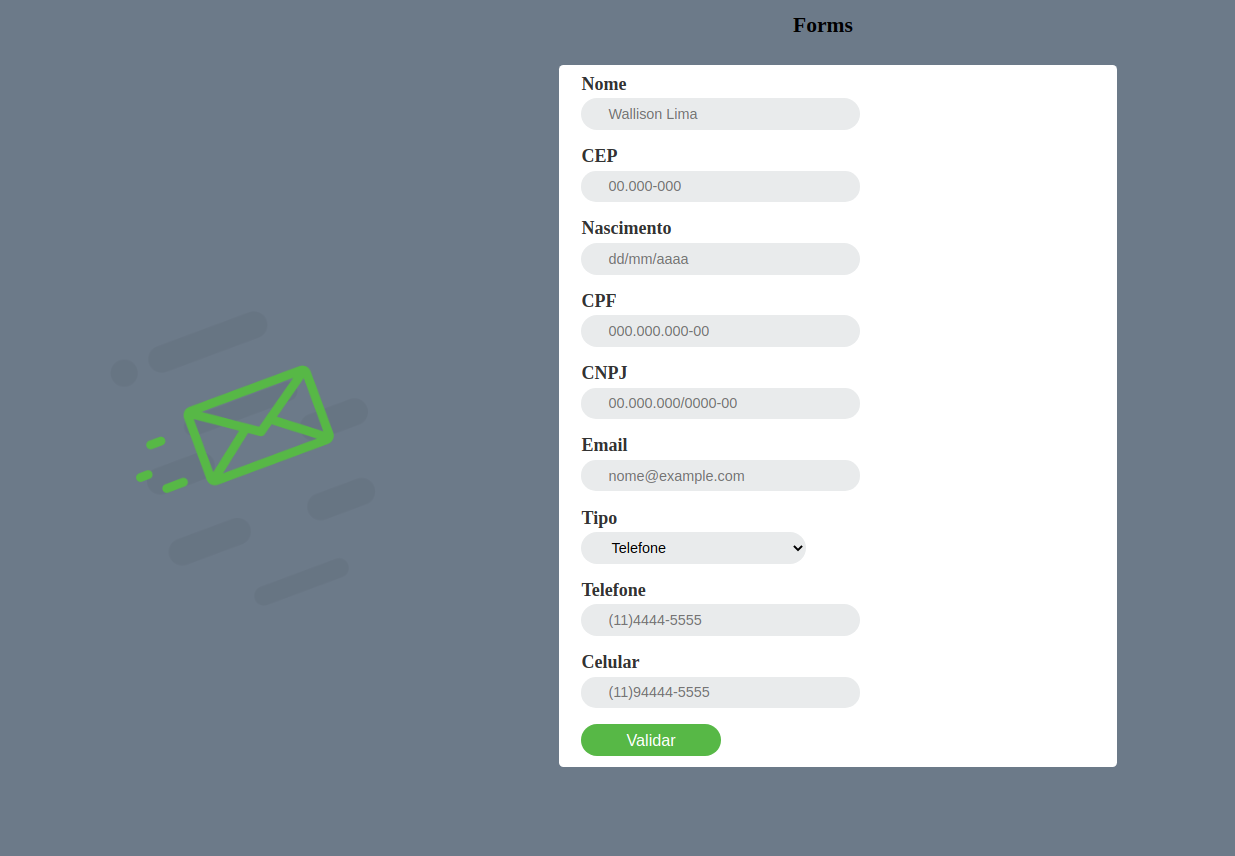 Forms
Nome
Wallison Lima
CEP
00.000-000
Nascimento
dd/mm/aaaa
CPF
000.000.000-00
CNPJ
00.000.000/0000-00
Email
nome@example.com
Tipo
Telefone
Telefone
(11)4444-5555
Celular
(11)94444-5555
Validar